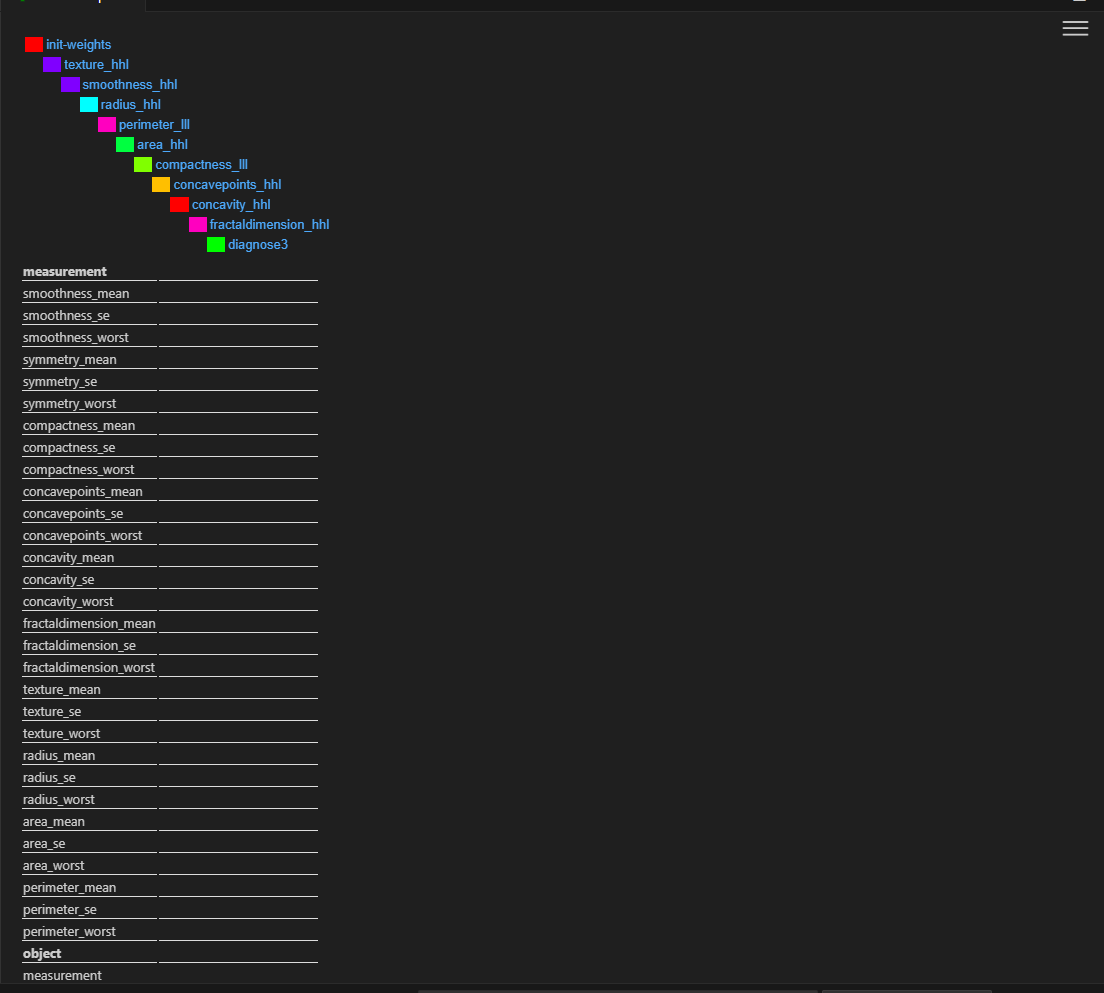 init-weights
texture_hhl
smoothness_hhl
radius_hhl
perimeter_lll
area_hhl
compactness_lll
concavepoints_hhl
concavity_hhl
fractaldimension_hhl
diagnose3
measurement
smoothness_mean
smoothness_se
smoothness_worst
symmetry_mean
symmetry_se
symmetry_worst
compactness_mean
compactness_se
compactness_worst
concavepoints_mean
concavepoints_se
concavepoints_worst
concavity_mean
concavity_se
concavity_worst
fractaldimension_mean
fractaldimension_se
fractaldimension_worst
texture_mean
texture_se
texture_worst
radius_mean
radius_se
radius_worst
area_mean
area_se
area_worst
perimeter_mean
perimeter_se
perimeter_worst
object
measurement